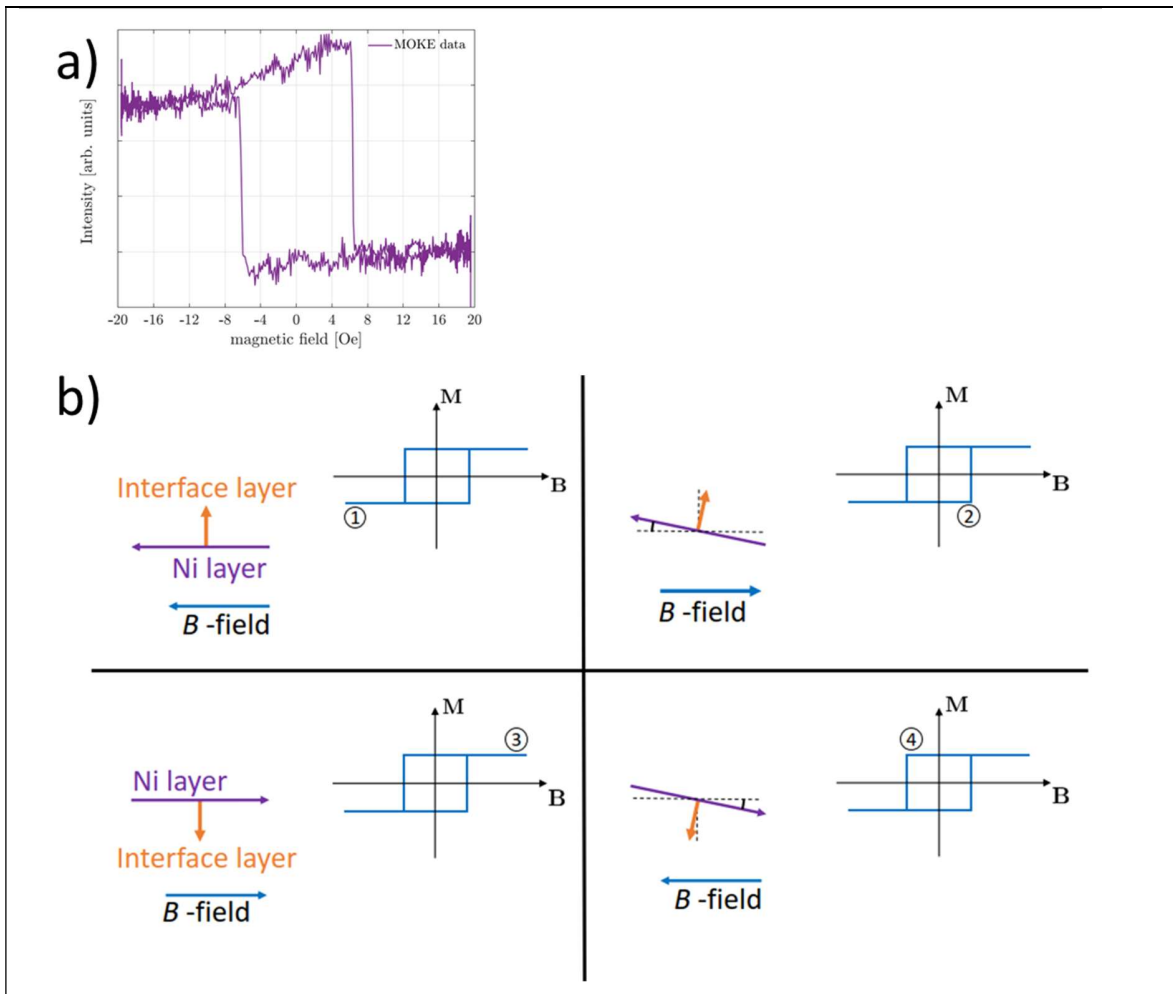 a)
MOKE data
Intensity [arb. units]
-20 -16 -12 -8 -4 0 4 8 12 16 20
magnetic field [Oe]
b)
M
B
①
Interface layer
Ni layer
B -field
M
B
②
B -field
M
B
③
Ni layer
Interface layer
B -field
M
B
④
B -field